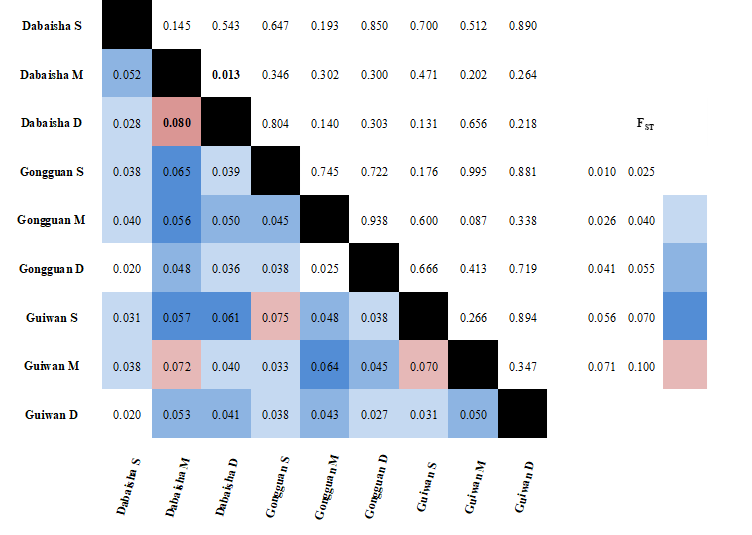 Dabaisha S 0.145 0.543 0.647 0.193 0.850 0.700 0.512 0.890
Dabaisha M 0.052 0.013 0.346 0.302 0.300 0.471 0.202 0.264
Dabaisha D 0.028 0.080 0.804 0.140 0.303 0.131 0.656 0.218 FST
Gongguan S 0.038 0.065 0.039 0.745 0.722 0.176 0.995 0.881 0.010 0.025
Gongguan M 0.040 0.056 0.050 0.045 0.938 0.600 0.087 0.338 0.026 0.040
Gongguan D 0.020 0.048 0.036 0.038 0.025 0.666 0.413 0.719 0.041 0.055
Guiwan S 0.031 0.057 0.061 0.075 0.048 0.038 0.266 0.894 0.056 0.070
Guiwan M 0.038 0.072 0.040 0.033 0.064 0.045 0.070 0.347 0.071 0.100
Guiwan D 0.020 0.053 0.041 0.038 0.043 0.027 0.031 0.050
Dabaisha S Dabaisha M Dabaisha D Gongguan S Gongguan M Gongguan D Guiwan S Guiwan M Guiwan D